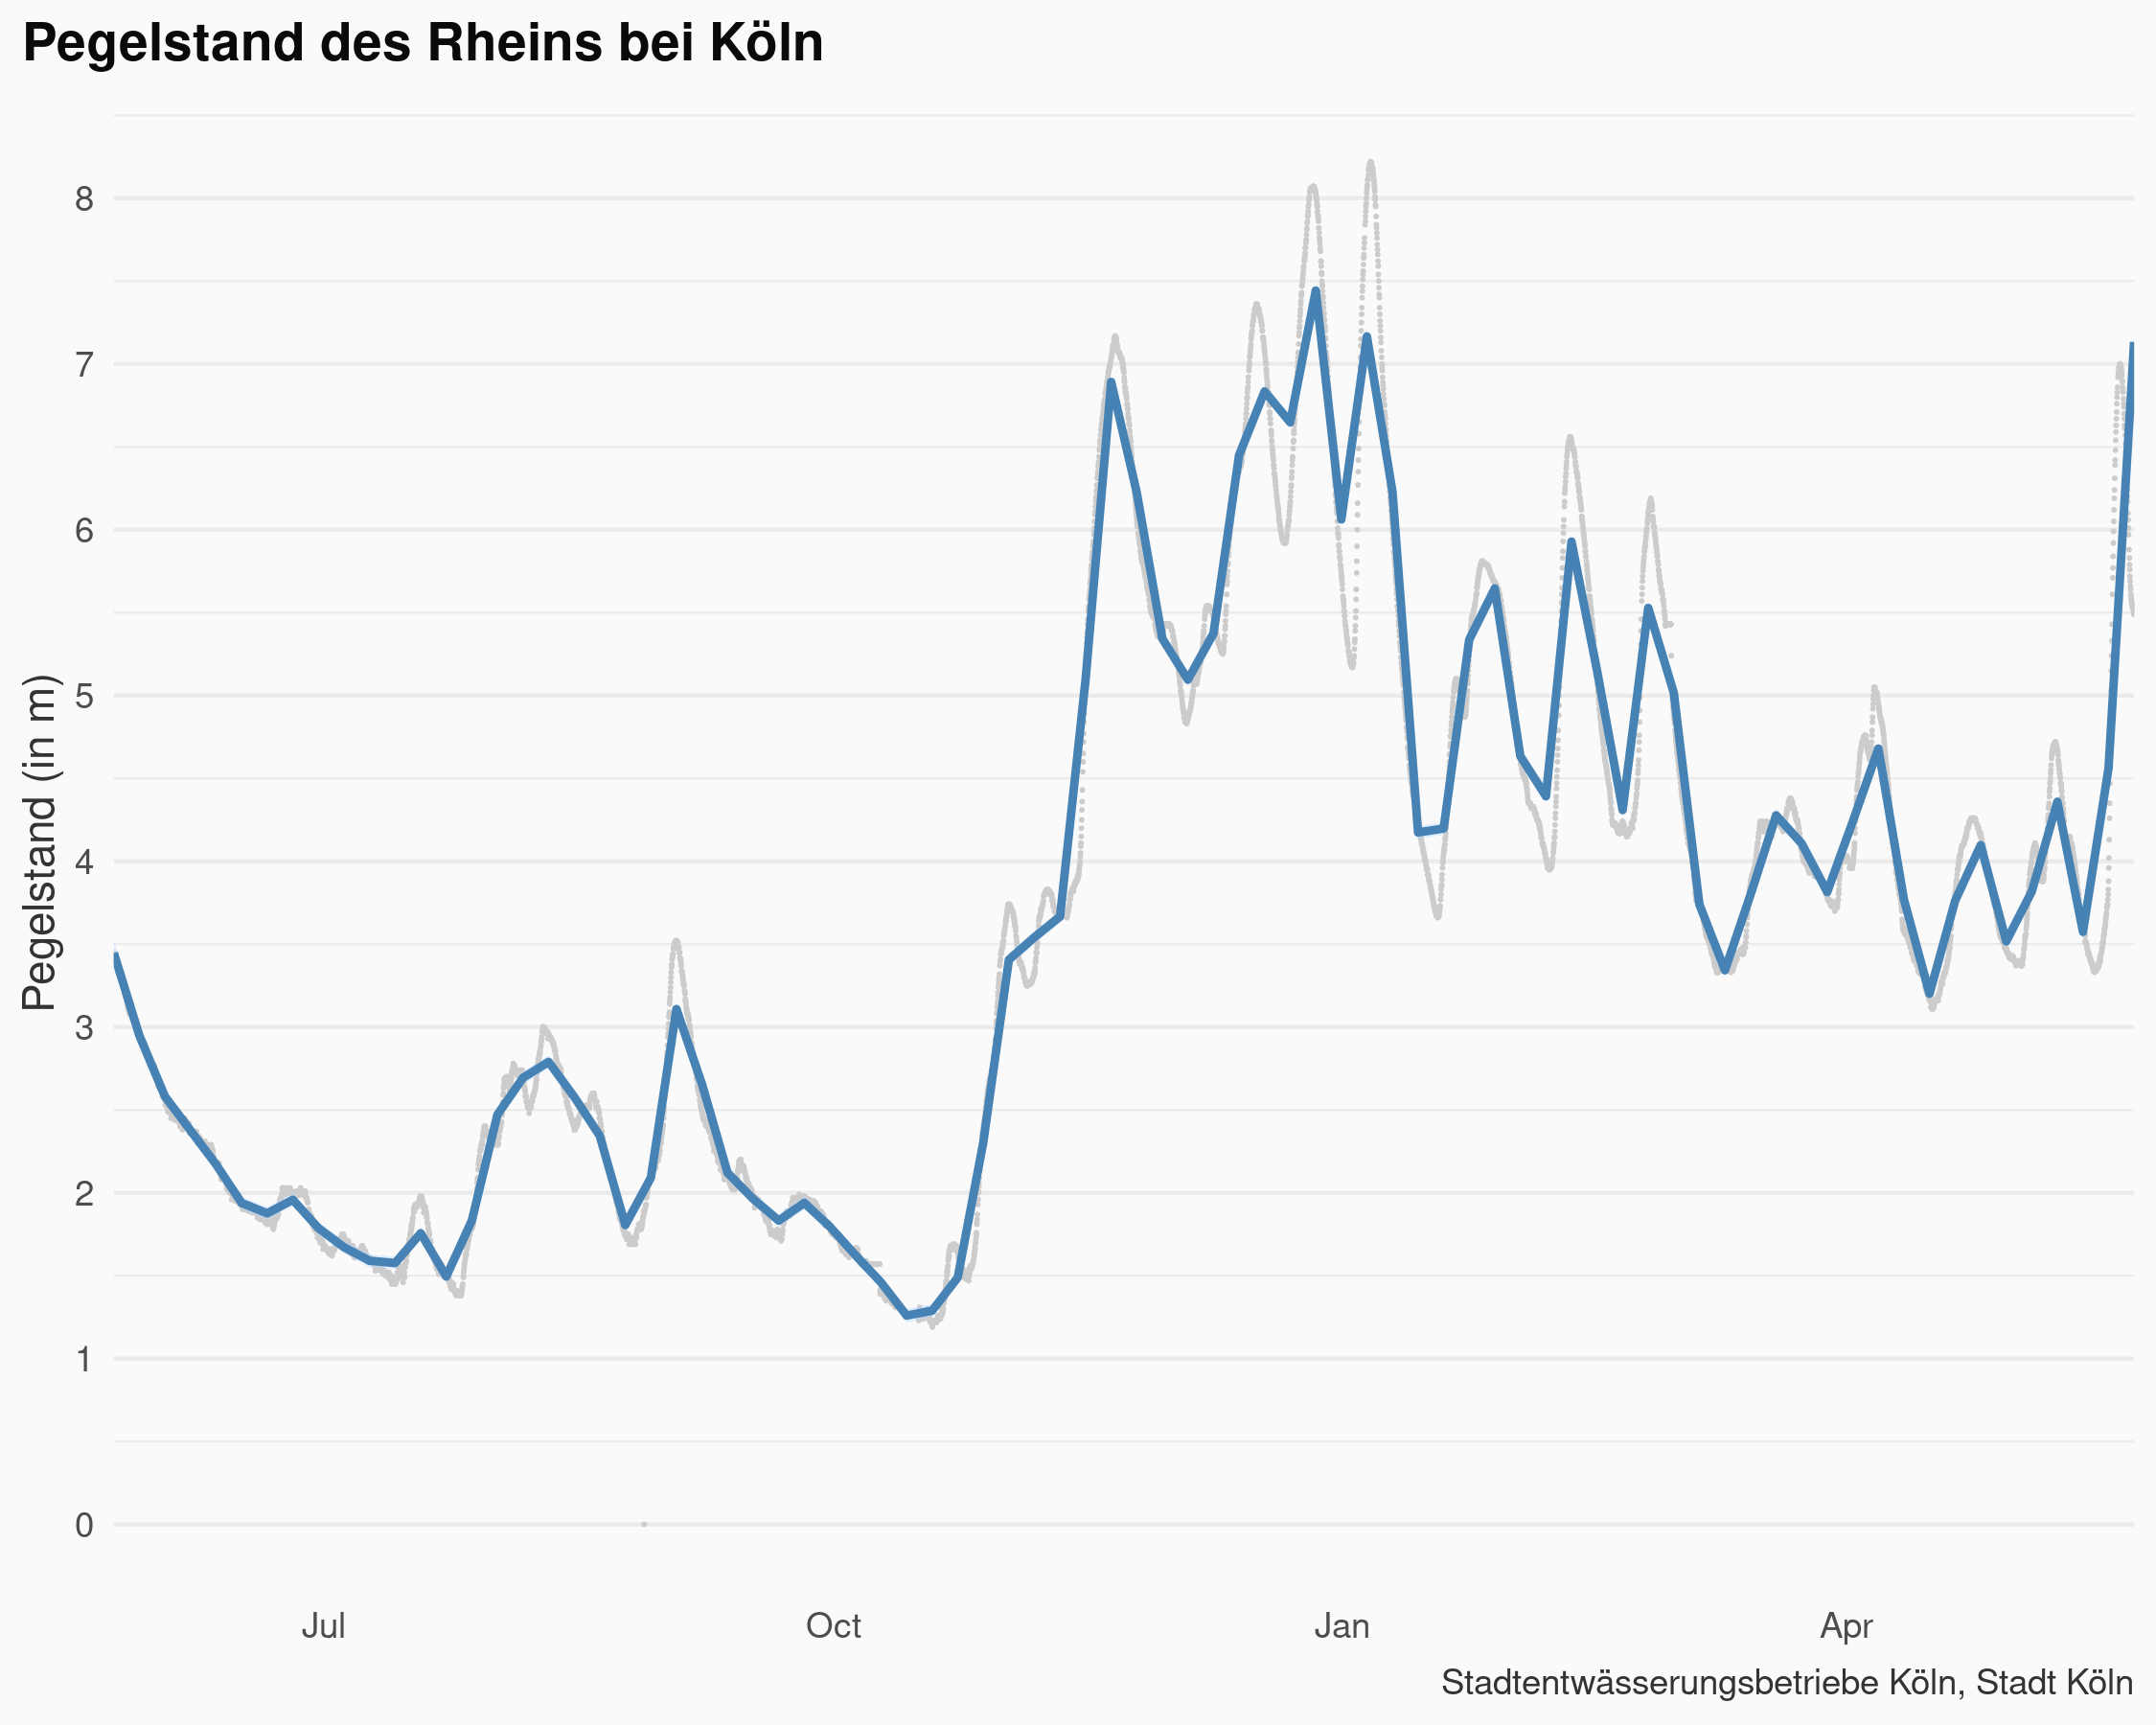 Pegelstand des Rheins bei Köln
Pegelstand (in m)
8
7
6
5
4
3
2
1
0
Jul Oct Jan Apr
Stadtentwässerungsbetriebe Köln, Stadt Köln